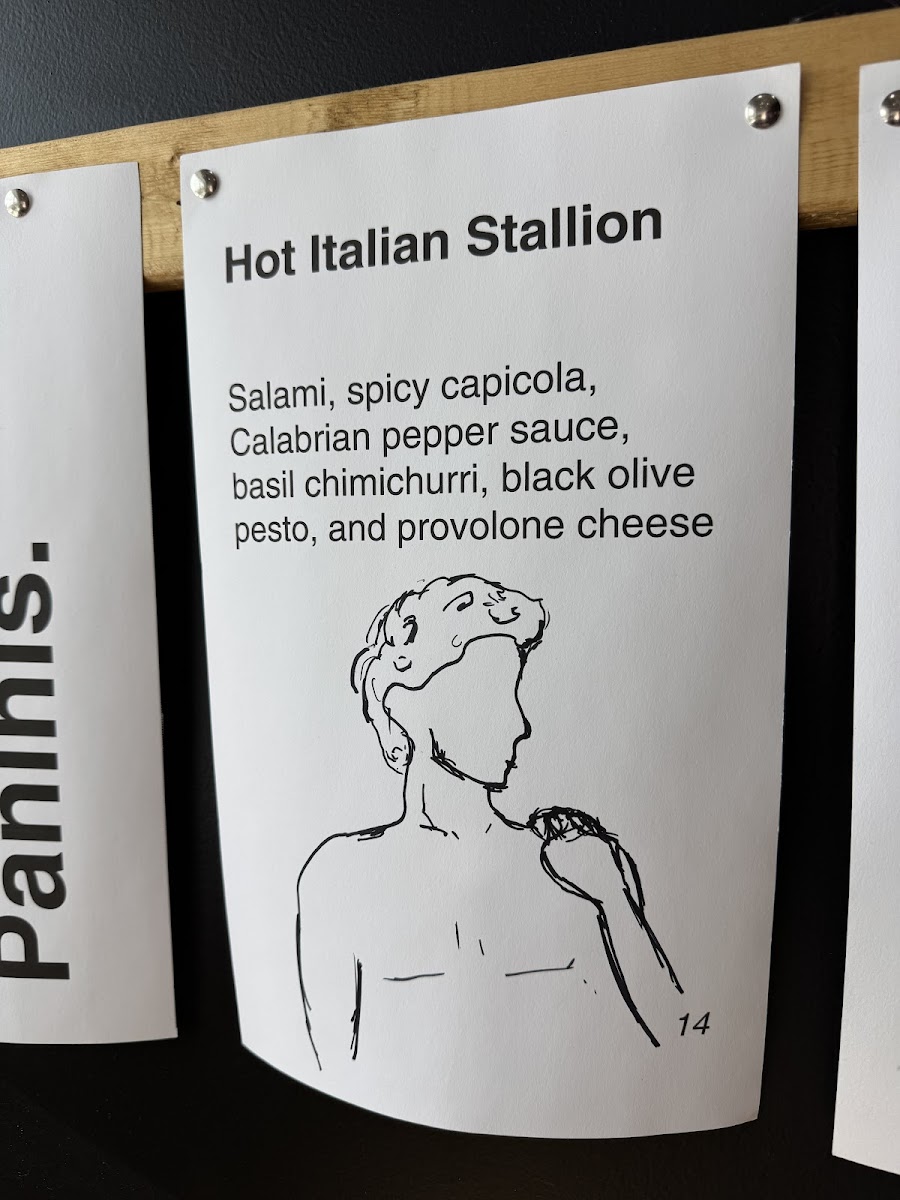 Paninis.
Hot Italian Stallion
Salami, spicy capicola,
Calabrian pepper sauce,
basil chimichurri, black olive
pesto, and provolone cheese
14